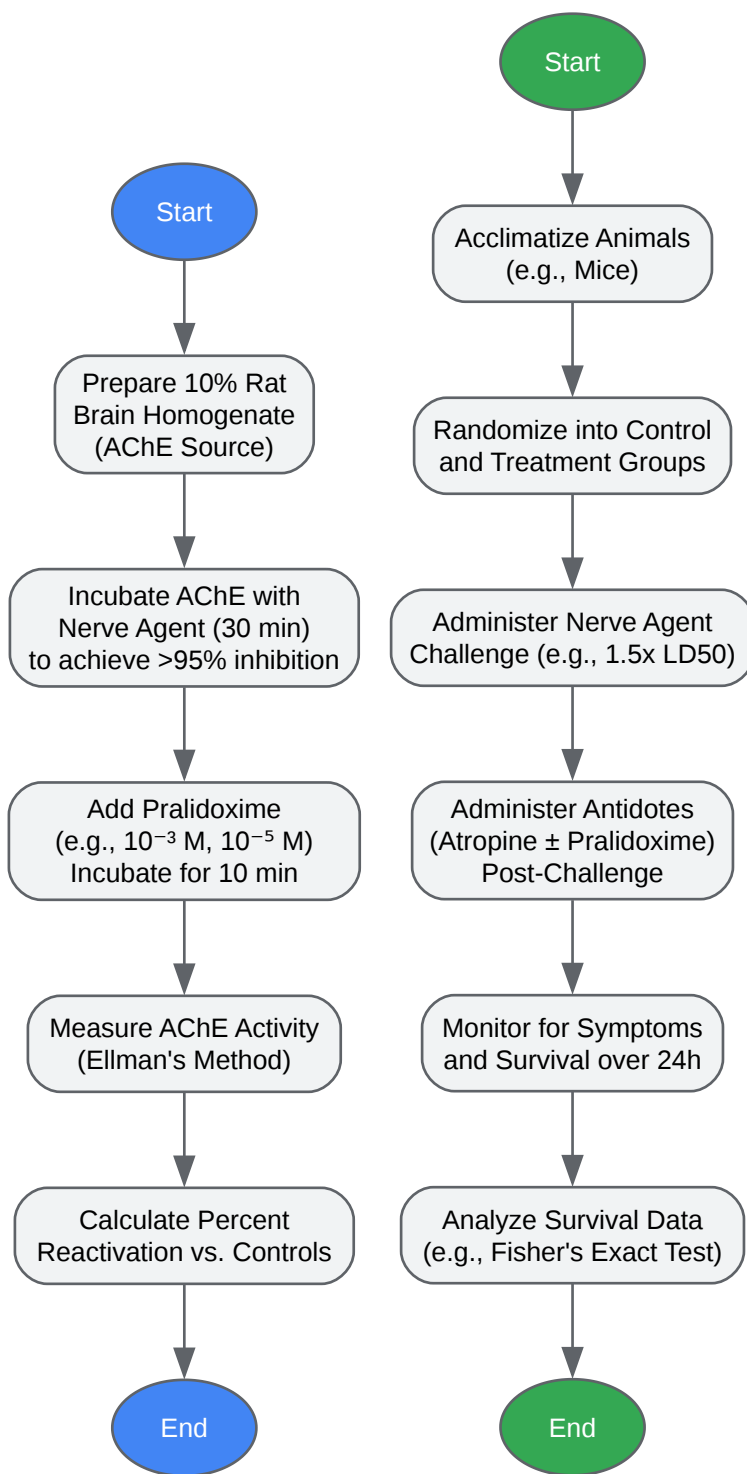 Start
Prepare 10% Rat
Brain Homogenate
(AChE Source)
Incubate AChE with
Nerve Agent (30 min)
to achieve >95% inhibition
Add Pralidoxime
(e.g., 10⁻³ M, 10⁻⁵ M)
Incubate for 10 min
Measure AChE Activity
(Ellman's Method)
Calculate Percent
Reactivation vs. Controls
End
Start
Acclimatize Animals
(e.g., Mice)
Randomize into Control
and Treatment Groups
Administer Nerve Agent
Challenge (e.g., 1.5x LD50)
Administer Antidotes
(Atropine ± Pralidoxime)
Post-Challenge
Monitor for Symptoms
and Survival over 24h
Analyze Survival Data
(e.g., Fisher's Exact Test)
End